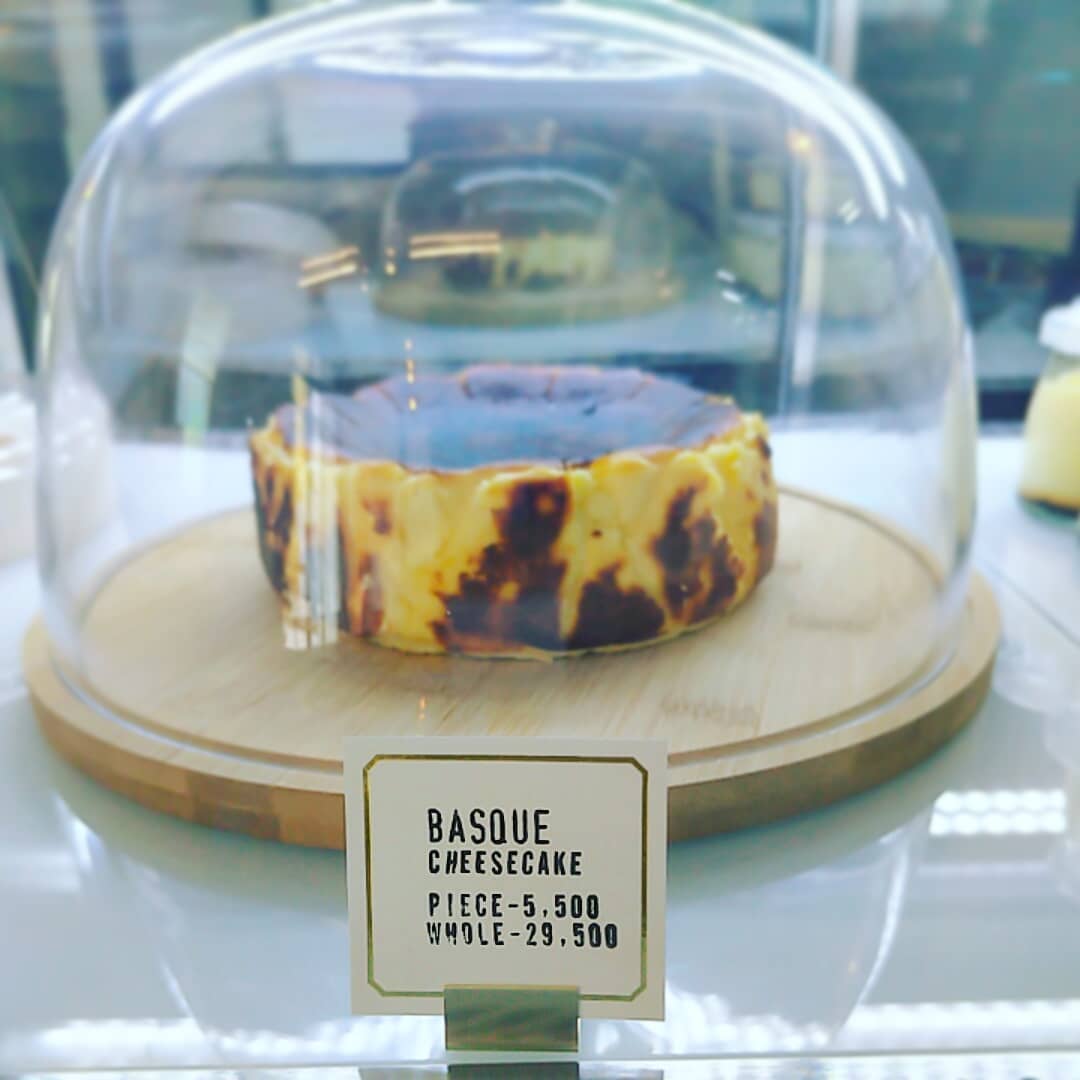 BASQUE
CHEESECAKE
PIECE-5,500
WHOLE-29,500